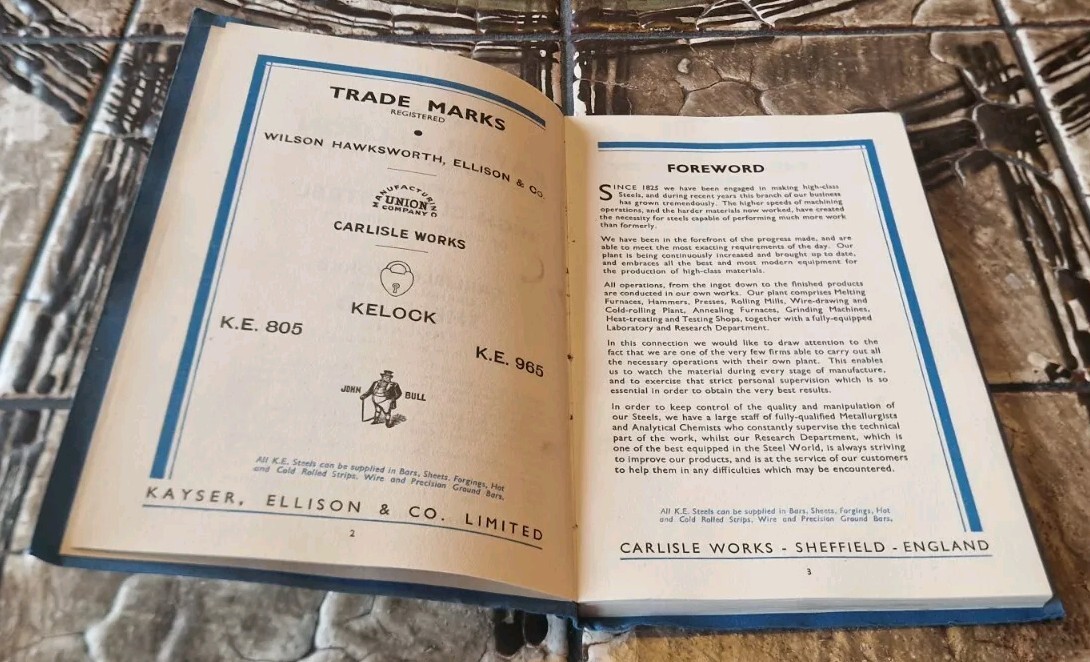 TRADE MARKS
REGISTERED
WILSON HAWKSWORTH, ELLISON & Co
MANUFACTURING
UNION
COMPANY
CARLISLE WORKS
KELOCK
K.E. 805
K.E. 965
JOHN BULL
All K.E. Steels can be supplied in Bars, Sheets, Forgings, Hot
and Cold Rolled Strips, Wire and Precision Ground Bars.
KAYSER, ELLISON & CO. LIMITED
2
FOREWORD
SINCE 1825 we have been engaged in making high-class
Steels, and during recent years this branch of our business
has grown tremendously. The higher speeds of machining
operations, and the harder materials now worked, have created
the necessity for steels capable of performing much more work
than formerly.
We have been in the forefront of the progress made, and are
able to meet the most exacting requirements of the day. Our
plant is being continuously increased and brought up to date,
and embraces all the best and most modern equipment for
the production of high-class materials.
All operations, from the ingot down to the finished products
are conducted in our own works. Our plant comprises Melting
Furnaces, Hammers, Presses, Rolling Mills, Wire-drawing and
Cold-rolling Plant, Annealing Furnaces, Grinding Machines,
Heat-treating and Testing Shops, together with a fully-equipped
Laboratory and Research Department.
In this connection we would like to draw attention to the
fact that we are one of the very few firms able to carry out all
the necessary operations with their own plant. This enables
us to watch the material during every stage of manufacture,
and to exercise that strict personal supervision which is so
essential in order to obtain the very best results.
In order to keep control of the quality and manipulation of
our Steels, we have a large staff of fully-qualified Metallurgists
and Analytical Chemists who constantly supervise the technical
part of the work, whilst our Research Department, which is
one of the best equipped in the Steel World, is always striving
to improve our products, and is at the service of our customers
to help them in any difficulties which may be encountered.
All K.E. Steels can be supplied in Bars, Sheets, Forgings, Hot
and Cold Rolled Strips, Wire and Precision Ground Bars.
CARLISLE WORKS - SHEFFIELD - ENGLAND
3